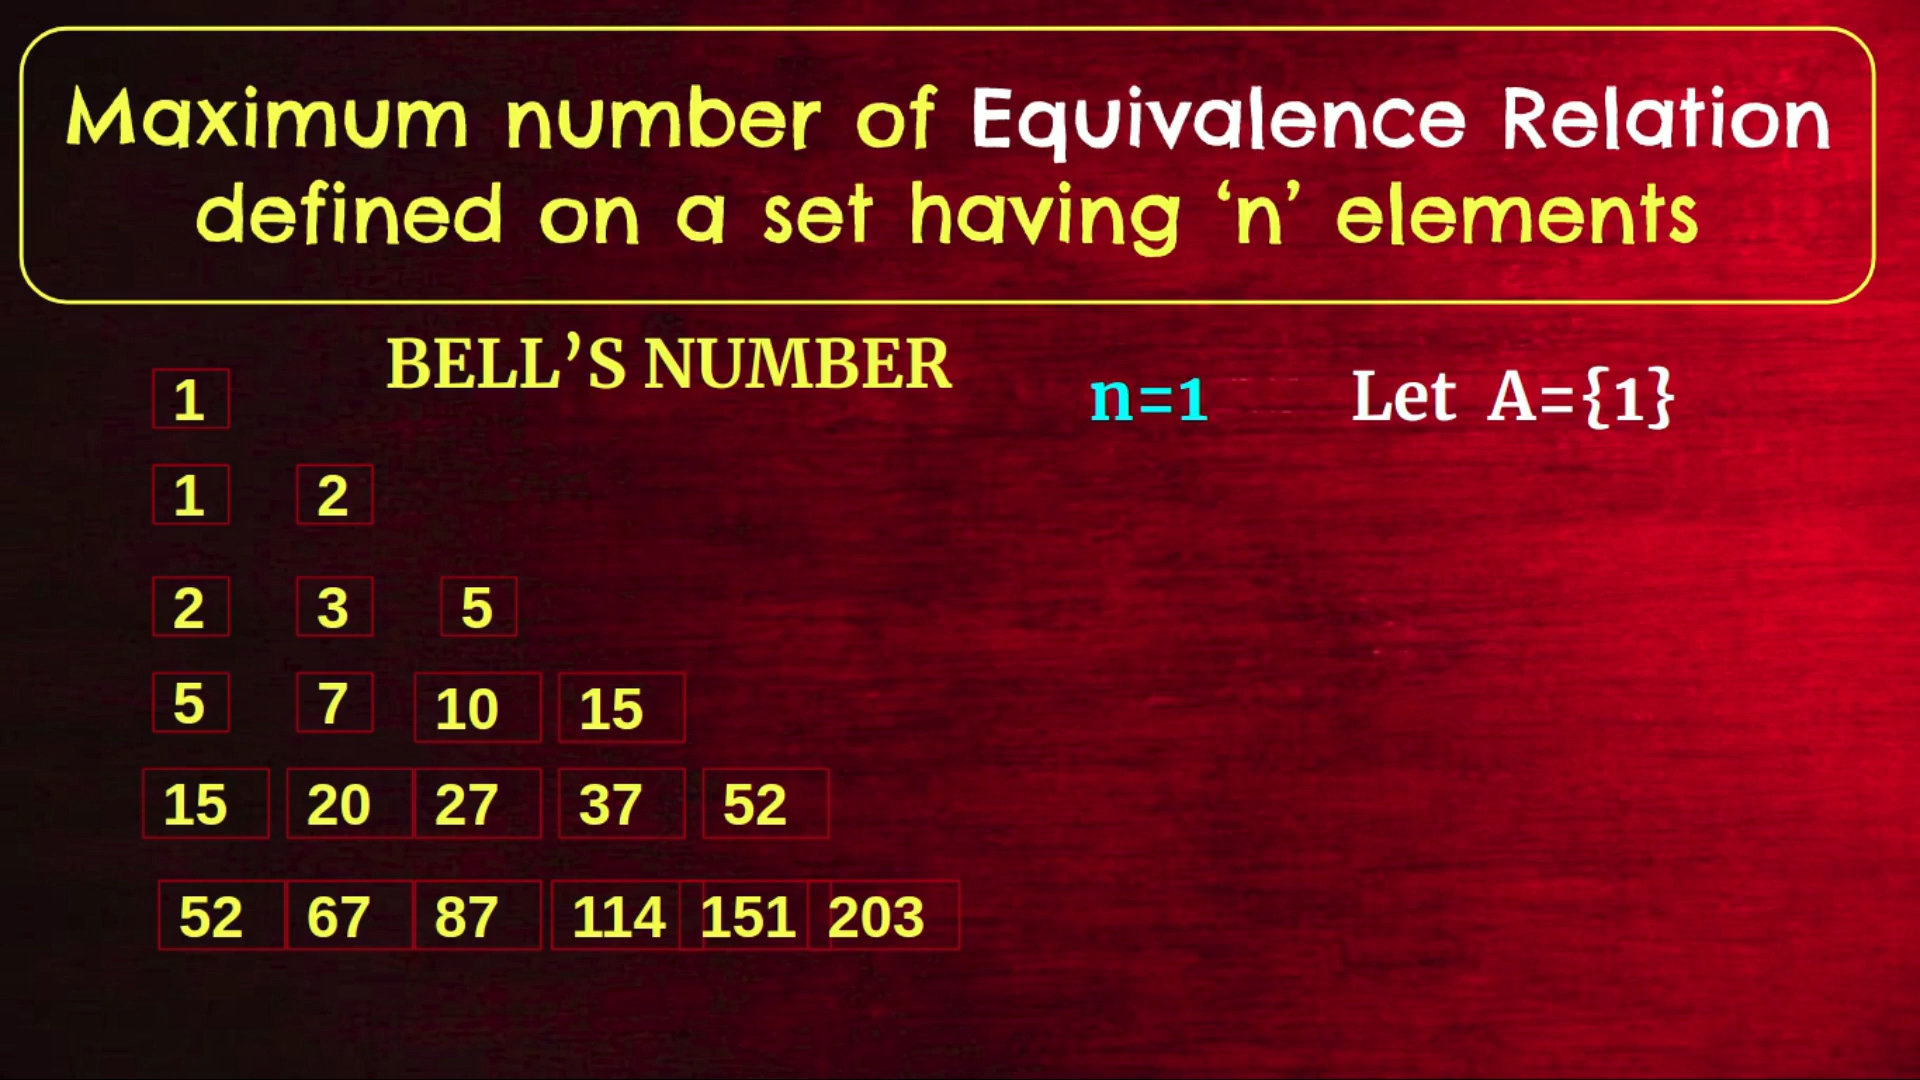 Maximum number of Equivalence Relation
defined on a set having ‘n’ elements
BELL’S NUMBER
n=1 Let A={1}
1
1 2
2 3 5
5 7 10 15
15 20 27 37 52
52 67 87 114 151 203